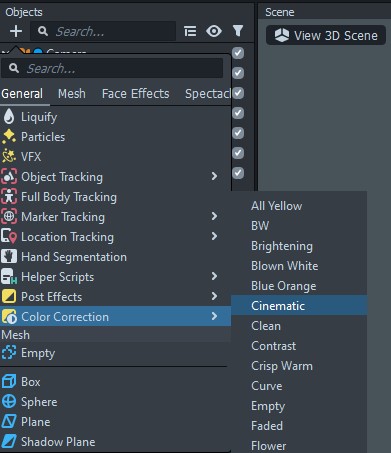 Objects
Scene
Search...
View 3D Scene
Camera
Search...
General Mesh Face Effects Spectacl
Liquify
Particles
VFX
Object Tracking
Full Body Tracking
Marker Tracking
Location Tracking
Hand Segmentation
Helper Scripts
Post Effects
Color Correction
Mesh
Empty
Box
Sphere
Plane
Shadow Plane
All Yellow
BW
Brightening
Blown White
Blue Orange
Cinematic
Clean
Contrast
Crisp Warm
Curve
Empty
Faded
Flower